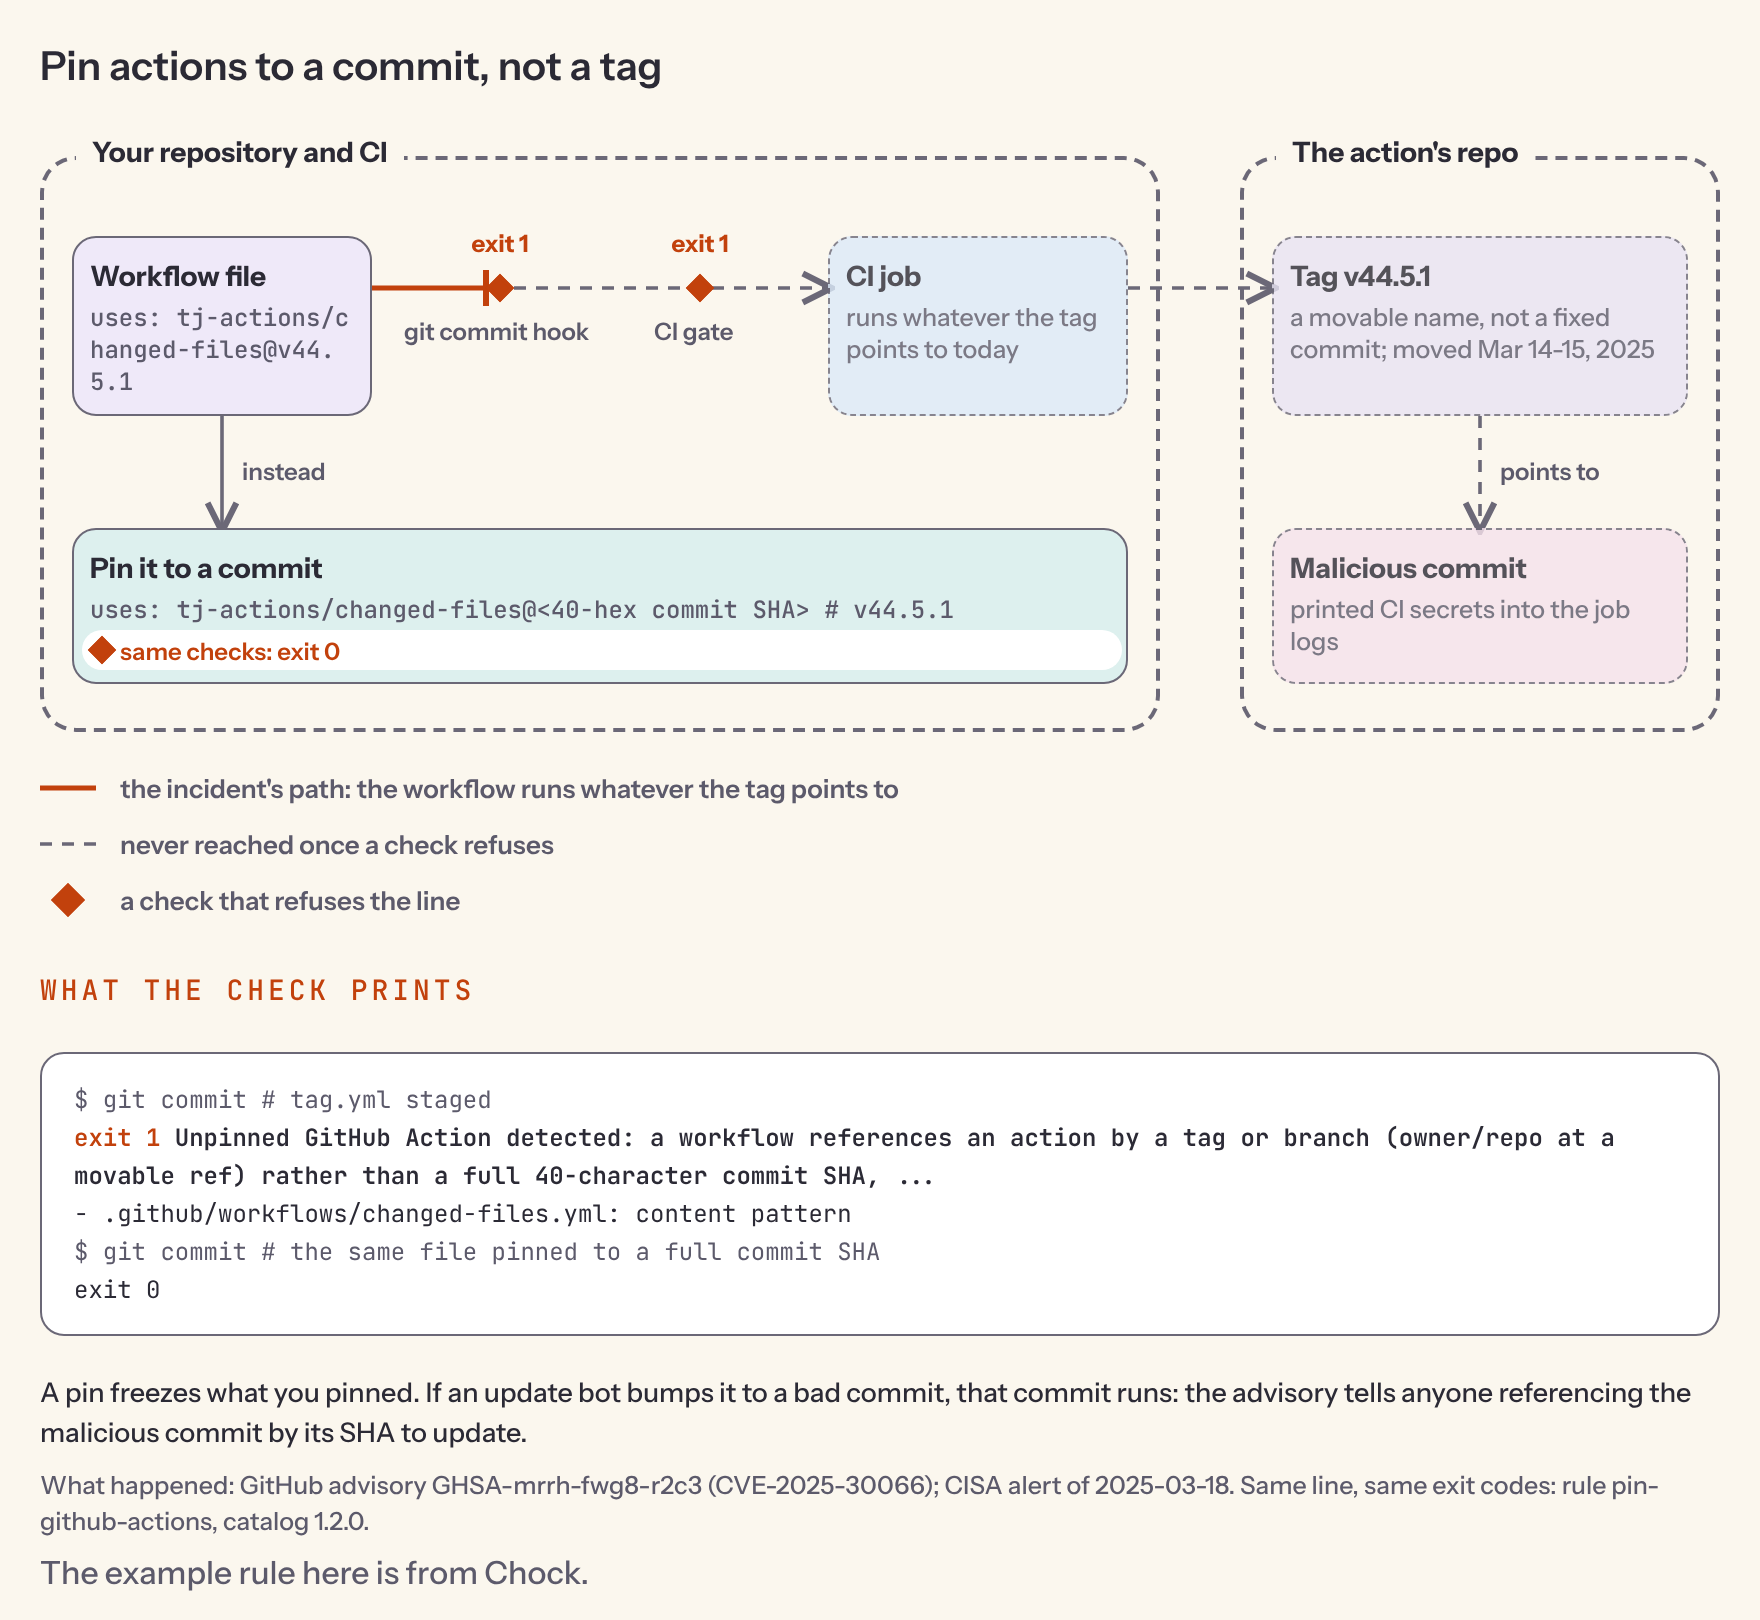 Pin actions to a commit, not a tag
Your repository and CI
The action's repo
Workflow file
uses: tj-actions/c
hanged-files@v44.
5.1
exit 1
git commit hook
exit 1
CI gate
CI job
runs whatever the tag
points to today
Tag v44.5.1
a movable name, not a fixed
commit; moved Mar 14-15, 2025
instead
points to
Pin it to a commit
uses: tj-actions/changed-files@<40-hex commit SHA> # v44.5.1
same checks: exit 0
Malicious commit
printed CI secrets into the job
logs
the incident's path: the workflow runs whatever the tag points to
never reached once a check refuses
a check that refuses the line
WHAT THE CHECK PRINTS
$ git commit # tag.yml staged
exit 1 Unpinned GitHub Action detected: a workflow references an action by a tag or branch (owner/repo at a
movable ref) rather than a full 40-character commit SHA, ...
- .github/workflows/changed-files.yml: content pattern
$ git commit # the same file pinned to a full commit SHA
exit 0
A pin freezes what you pinned. If an update bot bumps it to a bad commit, that commit runs: the advisory tells anyone referencing the
malicious commit by its SHA to update.
What happened: GitHub advisory GHSA-mrrh-fwg8-r2c3 (CVE-2025-30066); CISA alert of 2025-03-18. Same line, same exit codes: rule pin-
github-actions, catalog 1.2.0.
The example rule here is from Chock.